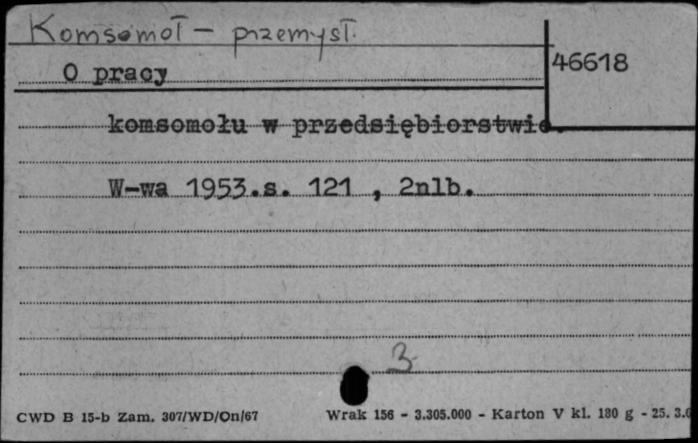 Komsomoł - przemysł.
46618
O pracy
komsomołu w przedsiębiorstwie.
W-wa 1953.s. 121 , 2nlb.
3
CWD B 15-b Zam. 307/WD/On/67 Wrak 156 - 3.305.000 - Karton V kl. 180 g - 25. 3.6